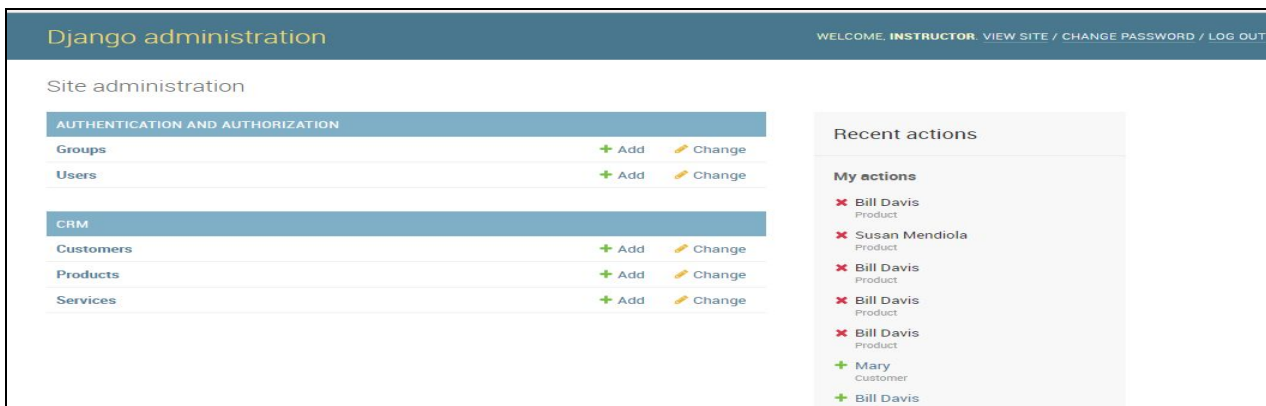 Django administration
WELCOME, INSTRUCTOR. VIEW SITE / CHANGE PASSWORD / LOG OUT
Site administration
AUTHENTICATION AND AUTHORIZATION
Groups + Add Change
Users + Add Change
CRM
Customers + Add Change
Products + Add Change
Services + Add Change
Recent actions
My actions
Bill Davis
Product
Susan Mendiola
Product
Bill Davis
Product
Bill Davis
Product
Bill Davis
Product
+ Mary
Customer
+ Bill Davis